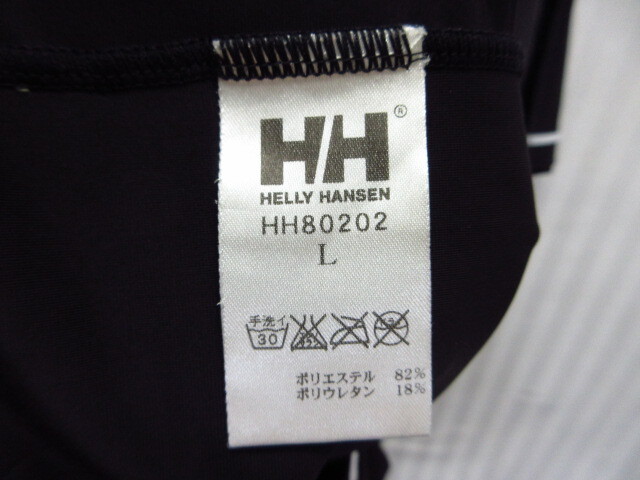 HH®
HELLY HANSEN
HH80202
L
手洗イ
30
ポリエステル 82%
ポリウレタン 18%